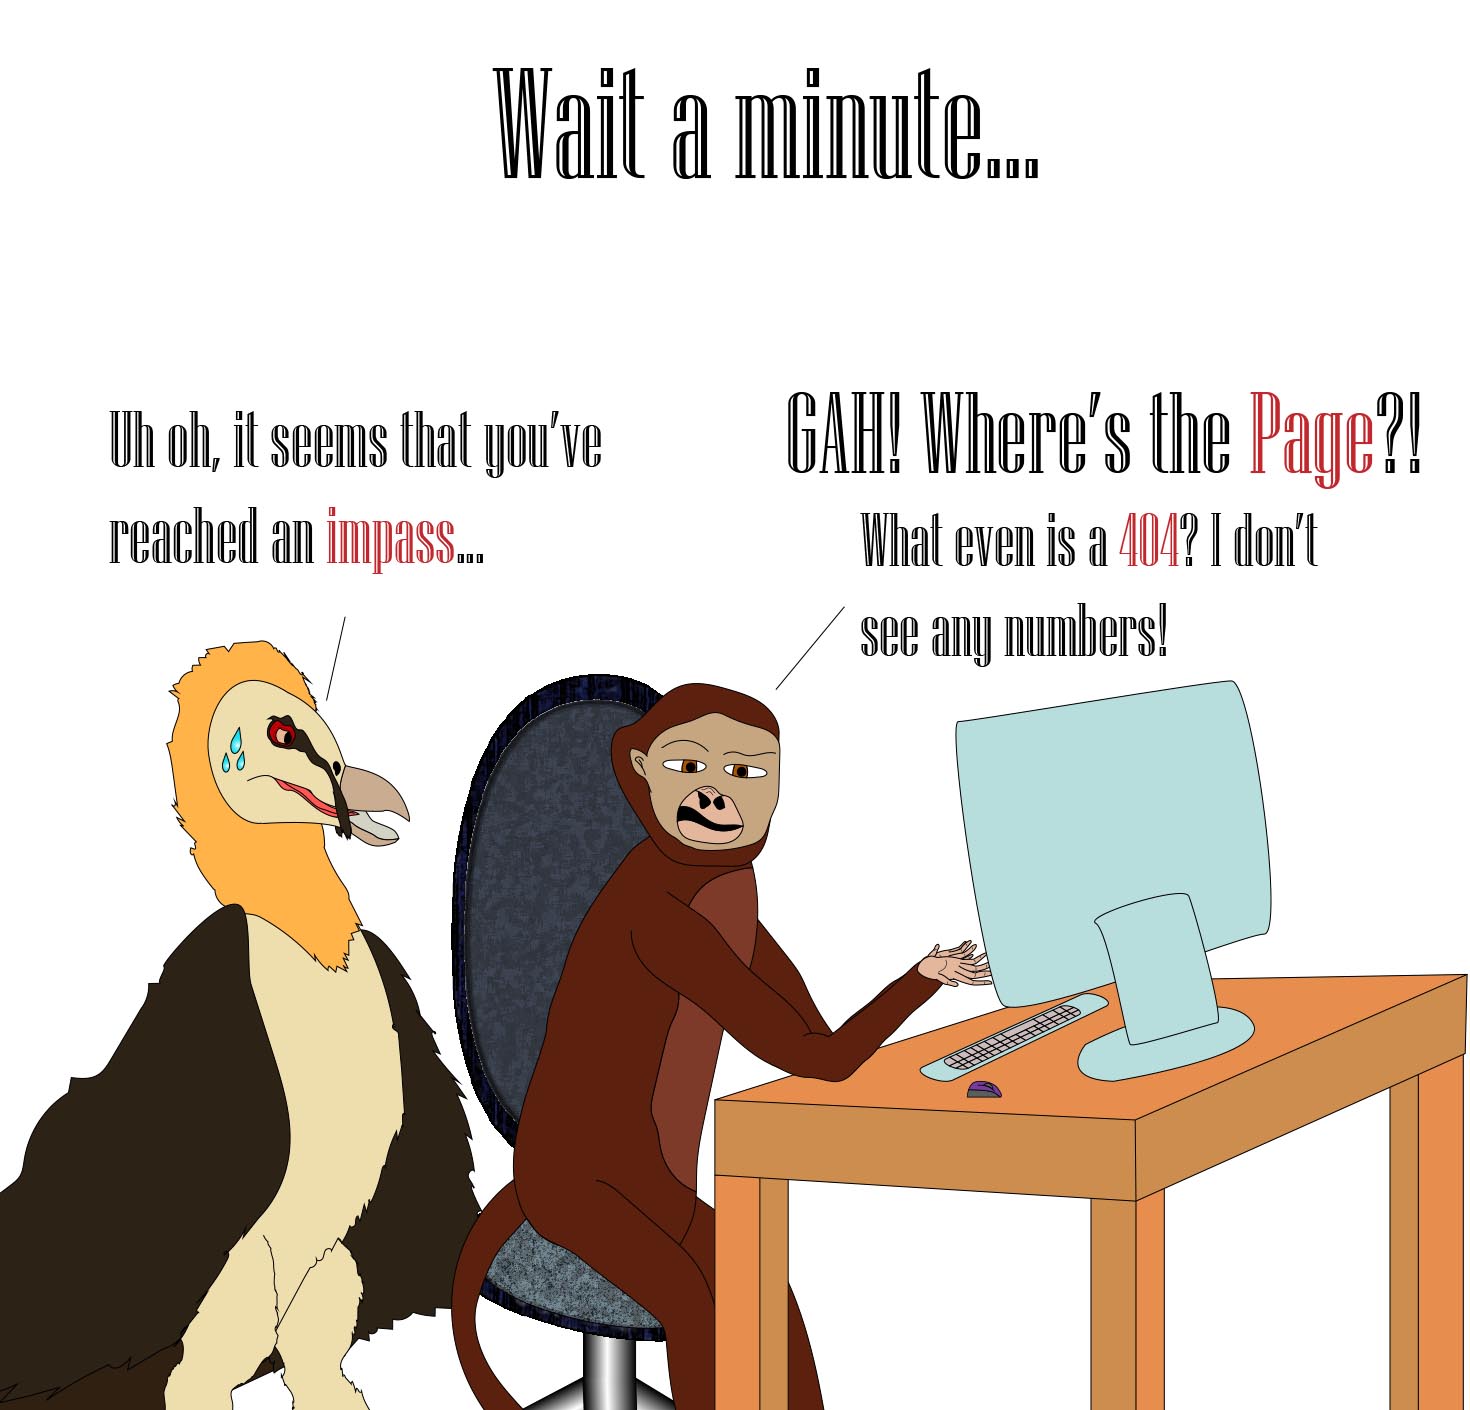 Wait a minute...
Uh oh, it seems that you've
reached an impass...
GAH! Where's the Page?!
What even is a 404? I don't
see any numbers!